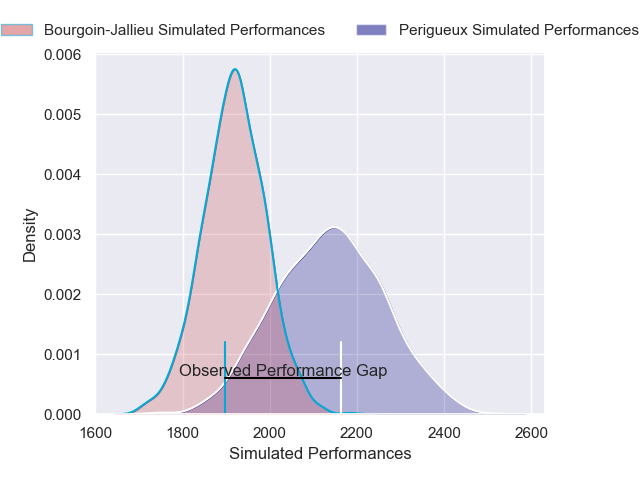 Bourgoin-Jallieu Simulated Performances Perigueux Simulated Performances
0.006
0.005
0.004
0.003
0.002
0.001
0.000
Density
Observed Performance Gap
1600 1800 2000 2200 2400 2600
Simulated Performances